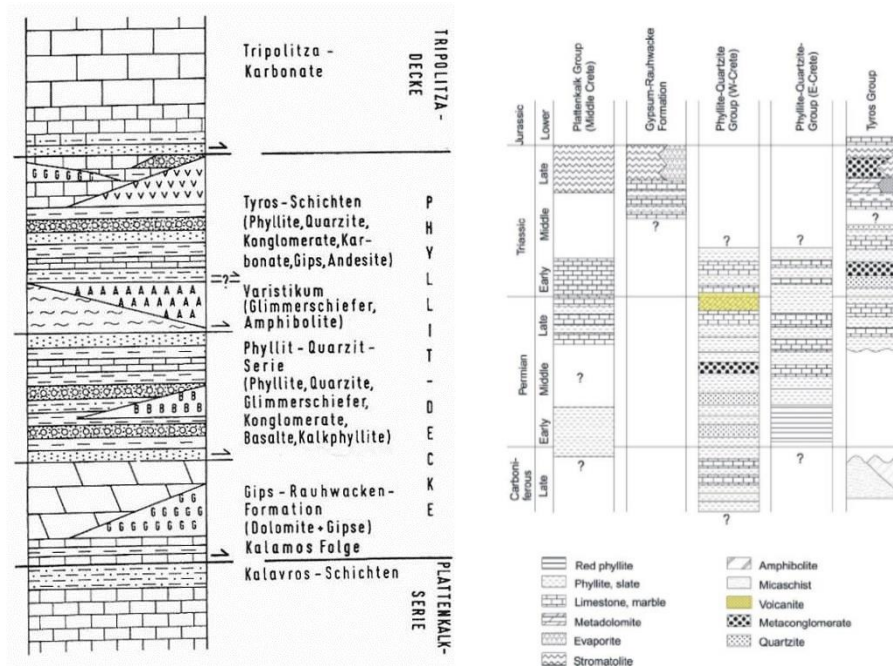 Tripolitza-
Karbonate
TRIPOLITZA-
DECKE
Tyros-Schichten
(Phyllite,Quarzite,
Konglomerate,Kar-
bonate,Gips,Andesite)
=?
Varistikum
(Glimmerschiefer,
Amphibolite)
Phyllit-Quarzit-
Serie
(Phyllite,Quarzite,
Glimmerschiefer,
Konglomerate,
Basalte,Kalkphyllite)
Gips-Rauhwacken-
Formation
(Dolomite+Gipse)
Kalamos Folge
PHYLLIT-DECKE
Kalavros-Schichten
PLATTENKALK-
SERIE
Plattenkalk Group
(Middle Crete)
Gypsum-Rauhwacke
Formation
Phyllite-Quartzite
Group (W-Crete)
Phyllite-Quartzite-
Group (E-Crete)
Tyros Group
Jurassic
Lower
Triassic
Late
Middle
Early
Permian
Late
Middle
Early
Carboni-
ferous
Late
?
?
?
?
?
?
?
?
Red phyllite
Phyllite, slate
Limestone, marble
Metadolomite
Evaporite
Stromatolite
Amphibolite
Micaschist
Volcanite
Metaconglomerate
Quartzite